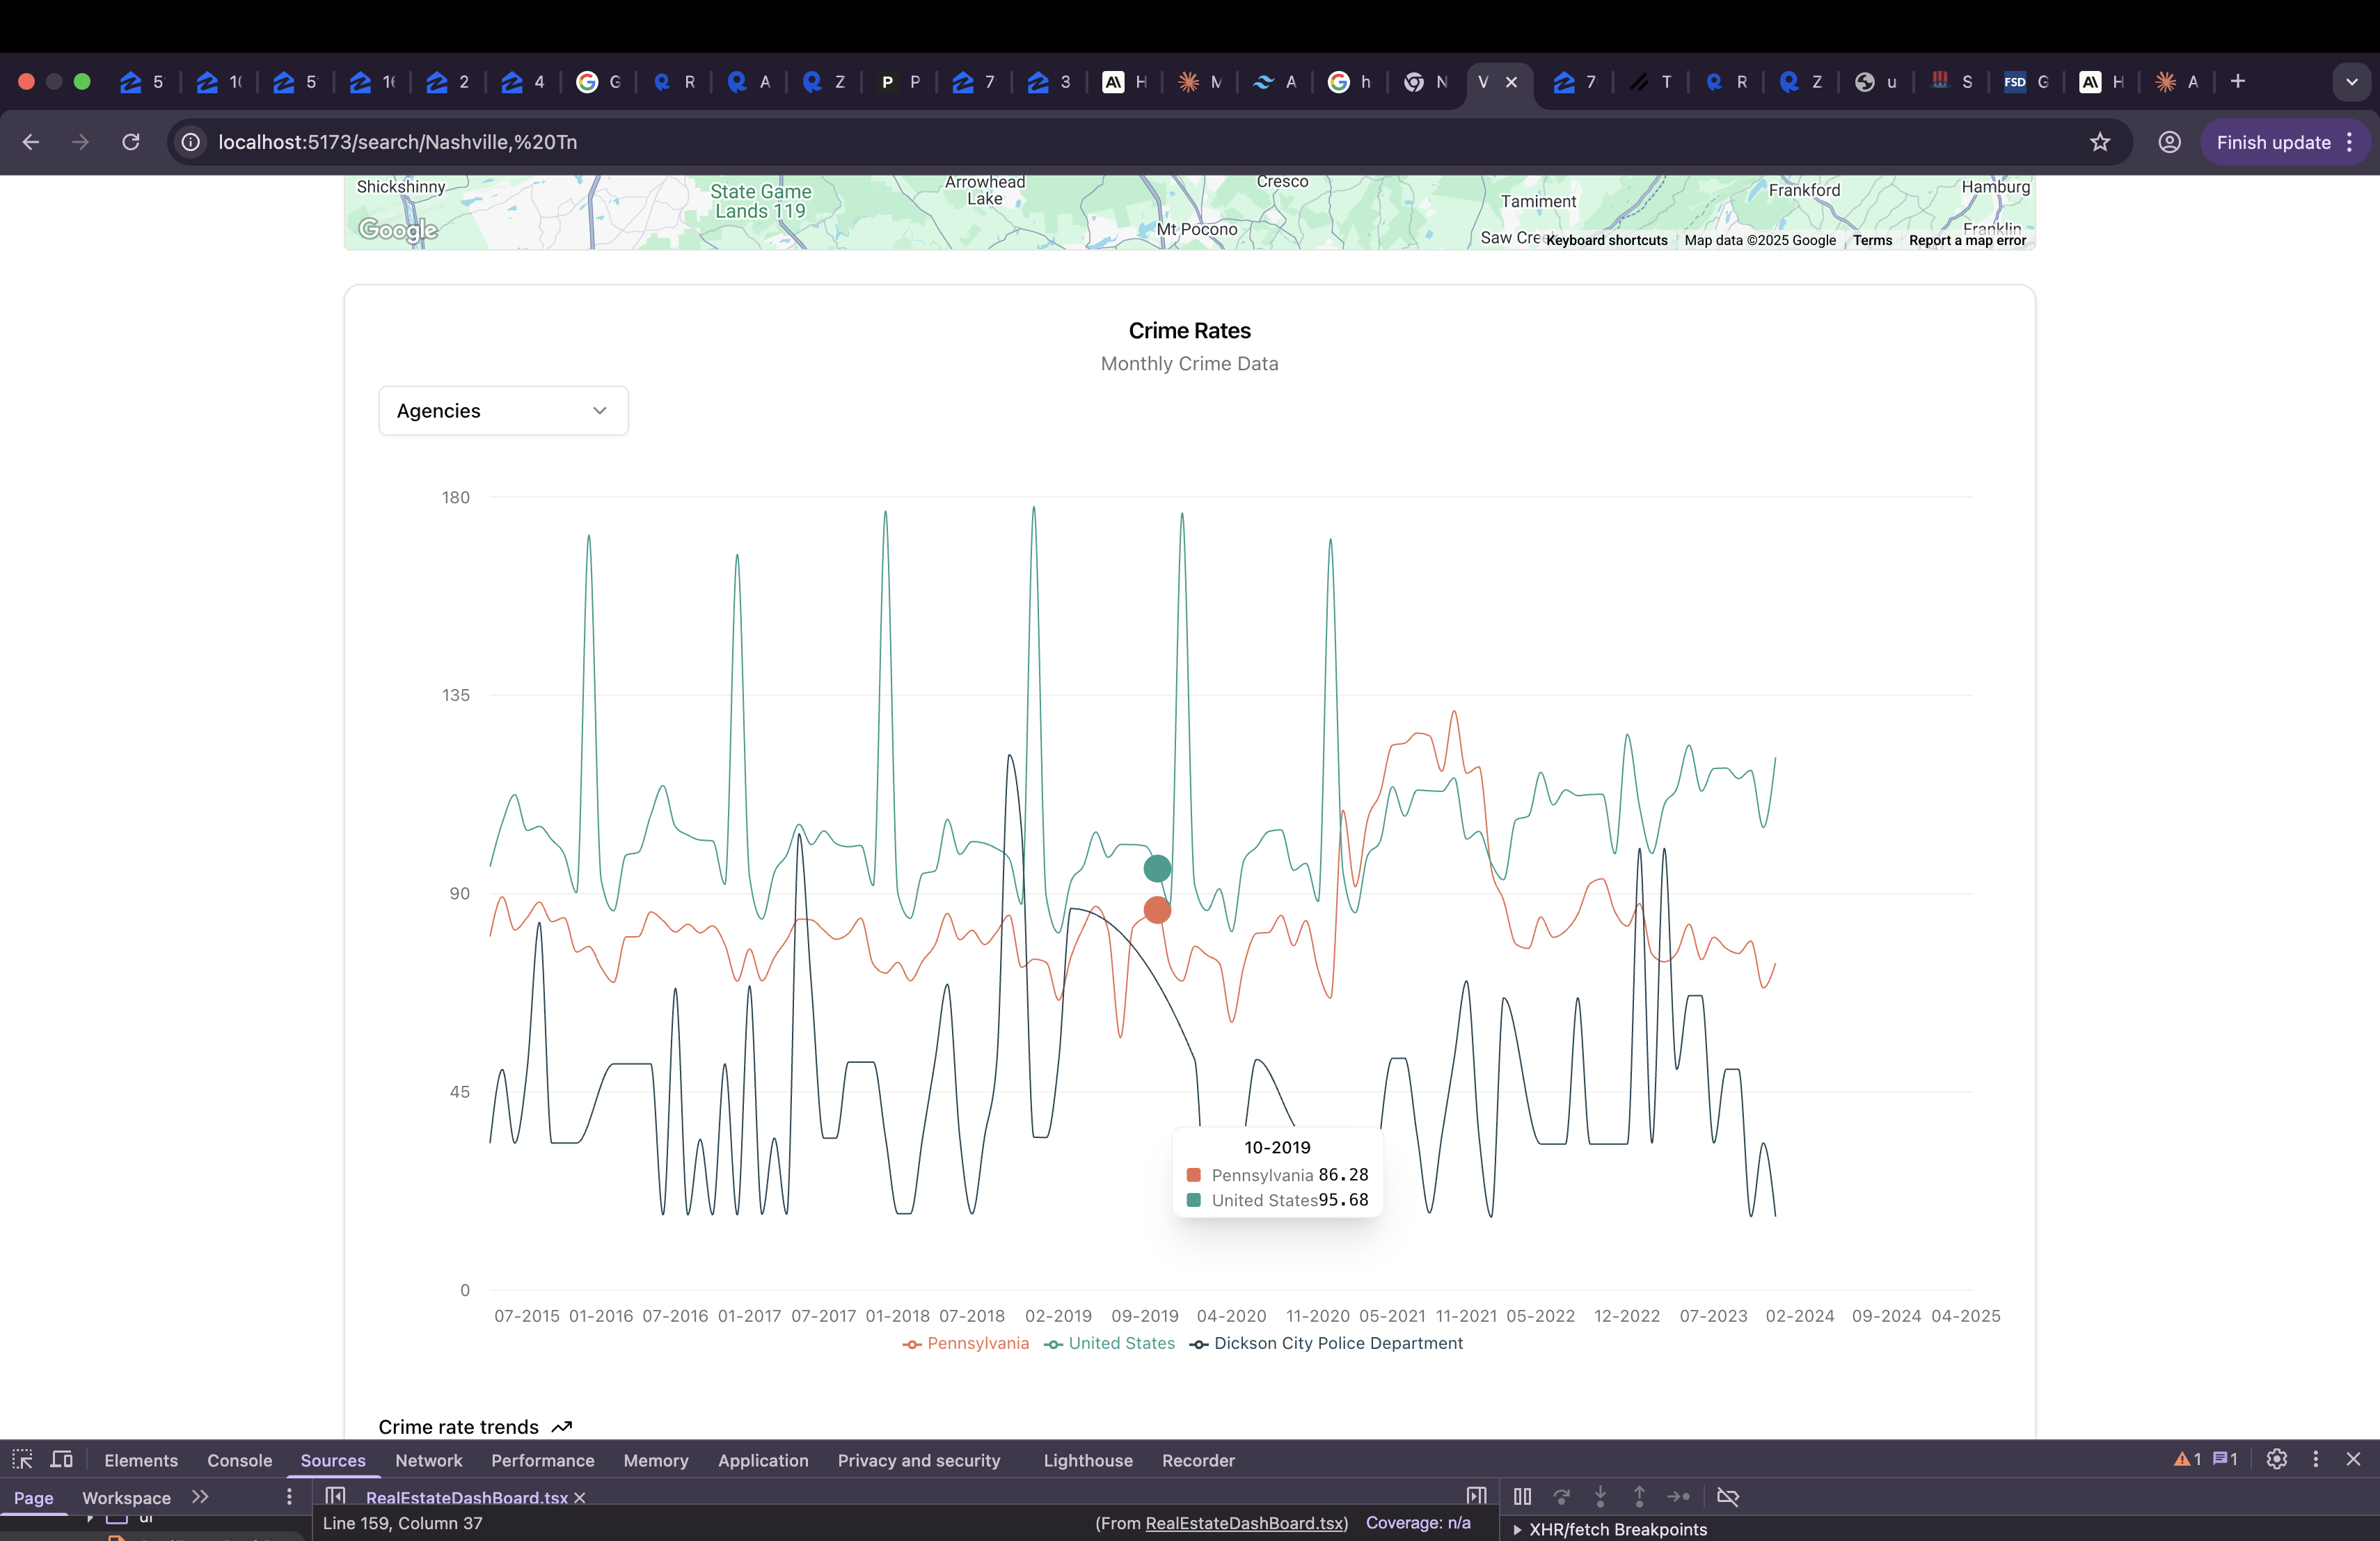 5 1( 5 1( 2 4 G R A Z P P 7 3 H M A h N V 7 T R Z u S FSD G H A
localhost:5173/search/Nashville,%20Tn
Finish update
Shickshinny
State Game
Lands 119
Arrowhead
Lake
Cresco
Mt Pocono
Tamiment
Saw Cree
Frankford
Hamburg
Franklin
Google
Keyboard shortcuts Map data ©2025 Google Terms Report a map error
Crime Rates
Monthly Crime Data
Agencies
180
135
90
45
0
10-2019
Pennsylvania 86.28
United States95.68
07-2015 01-2016 07-2016 01-2017 07-2017 01-2018 07-2018 02-2019 09-2019 04-2020 11-2020 05-2021 11-2021 05-2022 12-2022 07-2023 02-2024 09-2024 04-2025
Pennsylvania United States Dickson City Police Department
Crime rate trends
Elements Console Sources Network Performance Memory Application Privacy and security Lighthouse Recorder 1 1
Page Workspace RealEstateDashBoard.tsx
ui
Line 159, Column 37 (From RealEstateDashBoard.tsx) Coverage: n/a
XHR/fetch Breakpoints